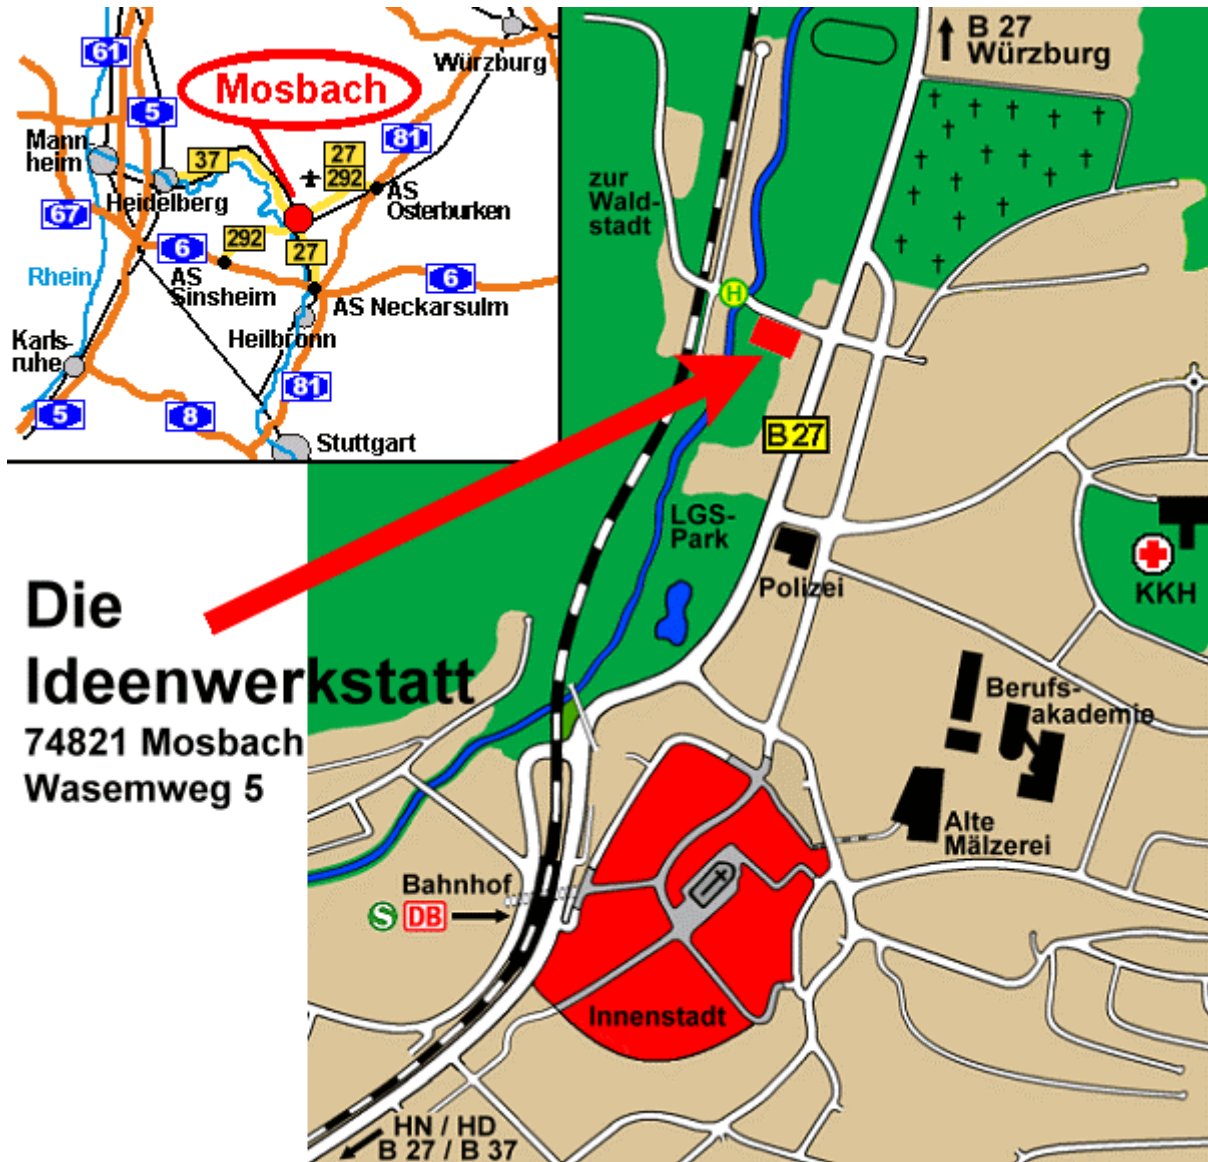 61
5
Mann-
heim
Mosbach
Würzburg
81
37
27
292
Heidelberg
AS
Osterburken
67
6
292
27
Rhein
AS
Sinsheim
6
AS Neckarsulm
Heilbronn
Karls-
ruhe
5
8
81
Stuttgart
B 27
Würzburg
zur
Wald-
stadt
H
B 27
LGS-
Park
Polizei
KKH
Die
Ideenwerkstatt
74821 Mosbach
Wasemweg 5
Berufs-
akademie
Alte
Mälzerei
Bahnhof
S DB
Innenstadt
HN / HD
B 27 / B 37